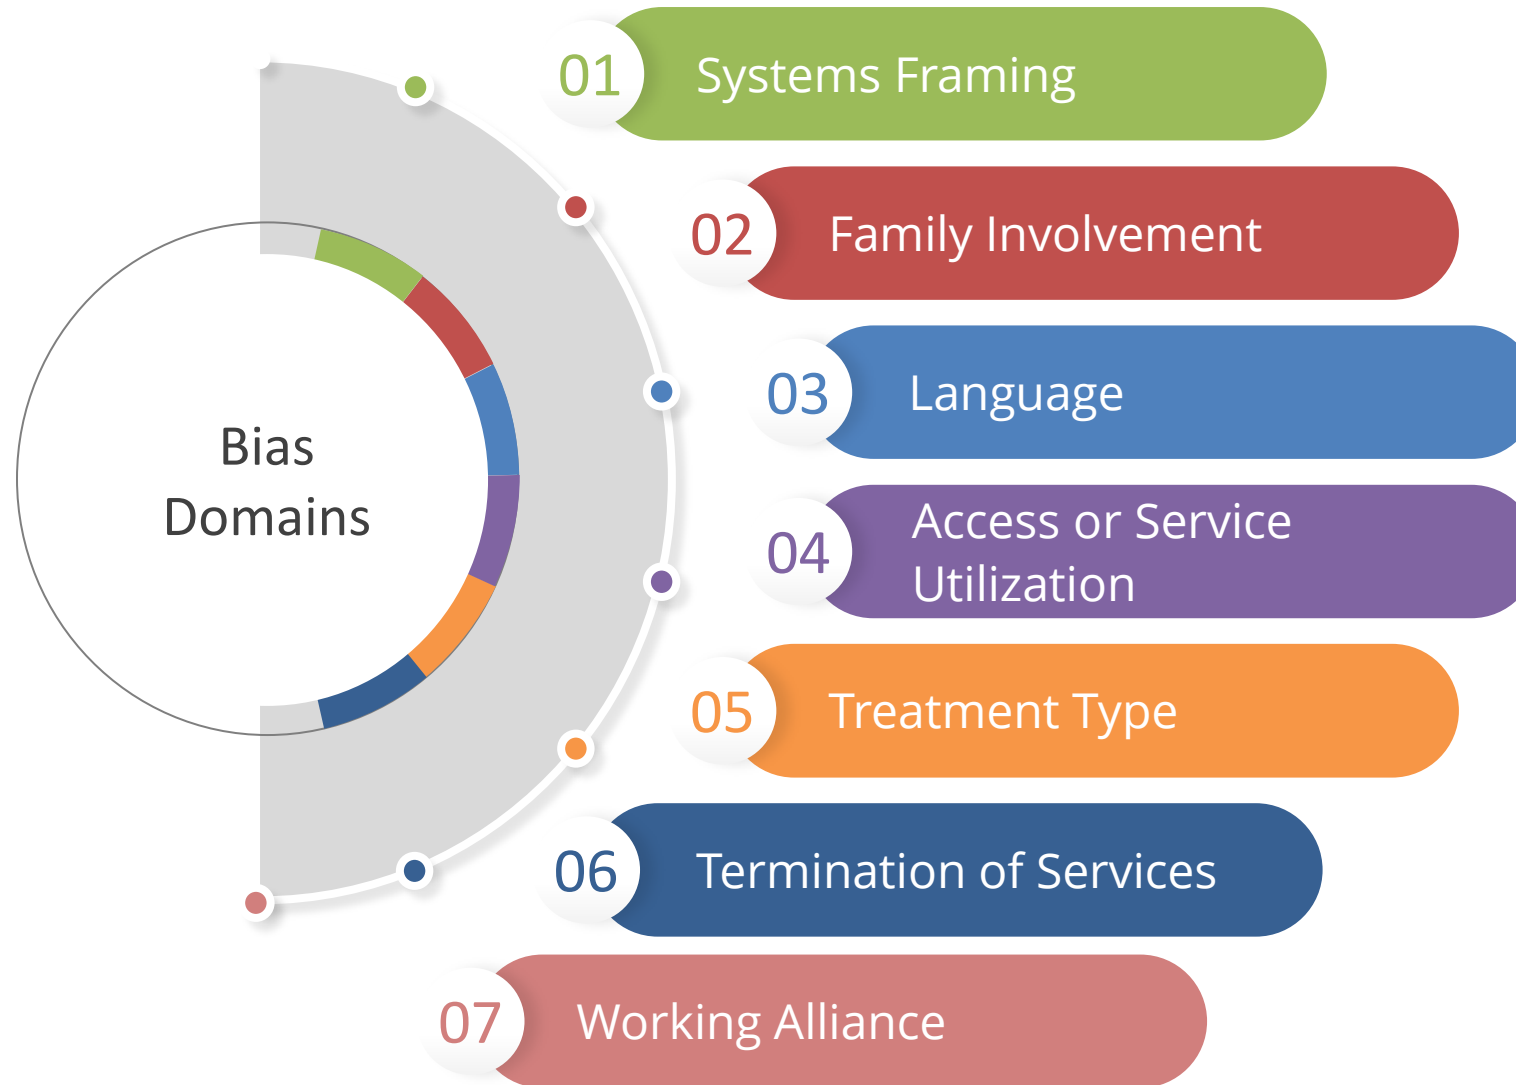 01 Systems Framing
02 Family Involvement
03 Language
Bias
Domains
04 Access or Service
Utilization
05 Treatment Type
06 Termination of Services
07 Working Alliance